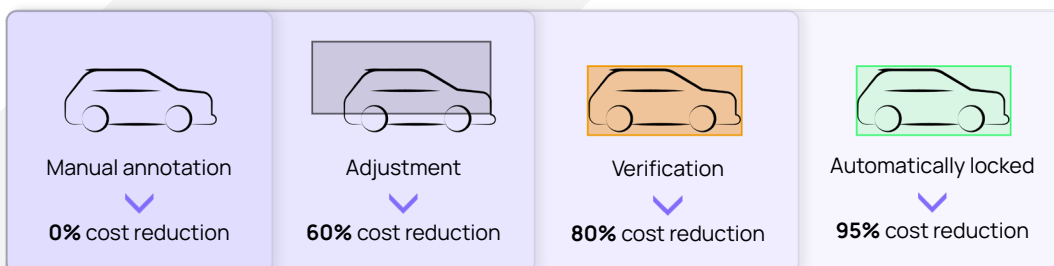 Manual annotation
0% cost reduction
Adjustment
60% cost reduction
Verification
80% cost reduction
Automatically locked
95% cost reduction